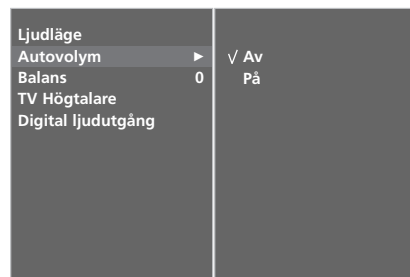 Ljudläge
Autovolym ► √ Av
Balans 0 På
TV Högtalare
Digital ljudutgång